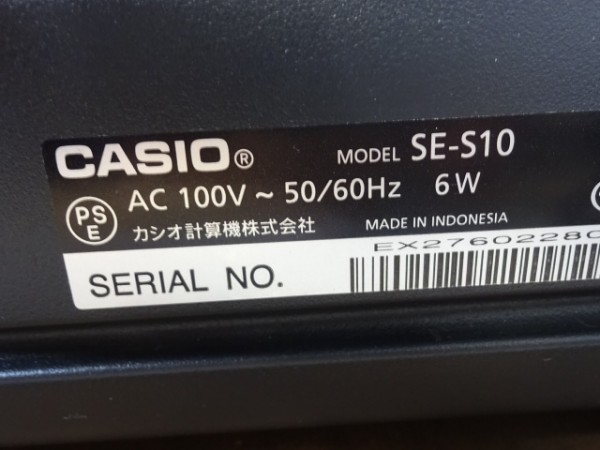 CASIO® MODEL SE-S10
PSE AC 100V ~ 50/60Hz 6W
カシオ計算機株式会社 MADE IN INDONESIA
EX2760228
SERIAL NO.